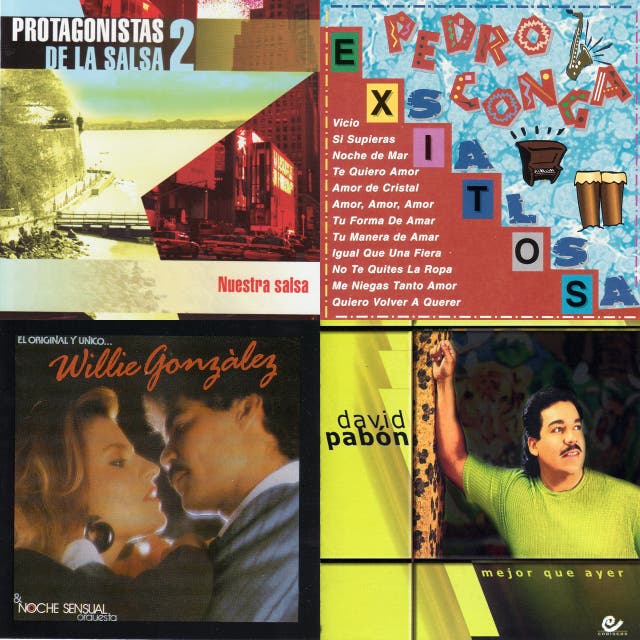 PROTAGONISTAS
DE LA SALSA 2
Nuestra salsa
PEDRO
CONGA
EXITOS
SALSA
Vicio
Si Supieras
Noche de Mar
Te Quiero Amor
Amor de Cristal
Amor, Amor, Amor
Tu Forma De Amar
Tu Manera de Amar
Igual Que Una Fiera
No Te Quites La Ropa
Me Niegas Tanto Amor
Quiero Volver A Querer
EL ORIGINAL Y UNICO...
Willie Gonzàlez
& NOCHE SENSUAL
orquesta
david
pabón
mejor que ayer